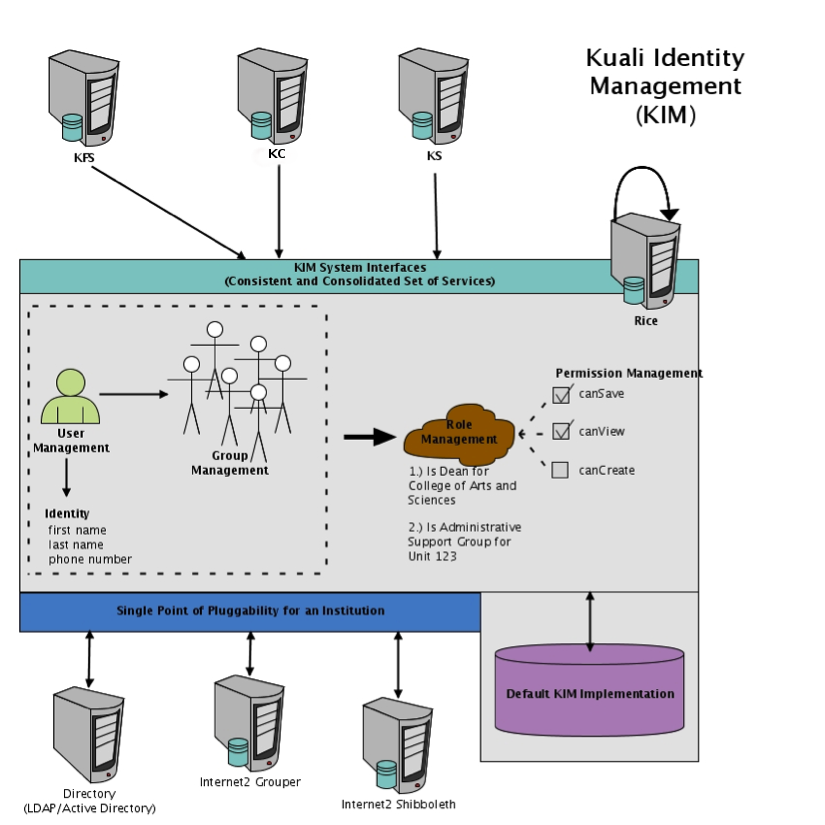 Kuali Identity
Management
(KIM)
KFS
KC
KS
KIM System Interfaces
(Consistent and Consolidated Set of Services)
Rice
Permission Management
canSave
canView
canCreate
Role
Management
1.) Is Dean for
College of Arts and
Sciences
2.) Is Administrative
Support Group for
Unit 123
User
Management
Group
Management
Identity
first name
last name
phone number
Single Point of Pluggability for an Institution
Default KIM Implementation
Directory
(LDAP/Active Directory)
Internet2 Grouper
Internet2 Shibboleth